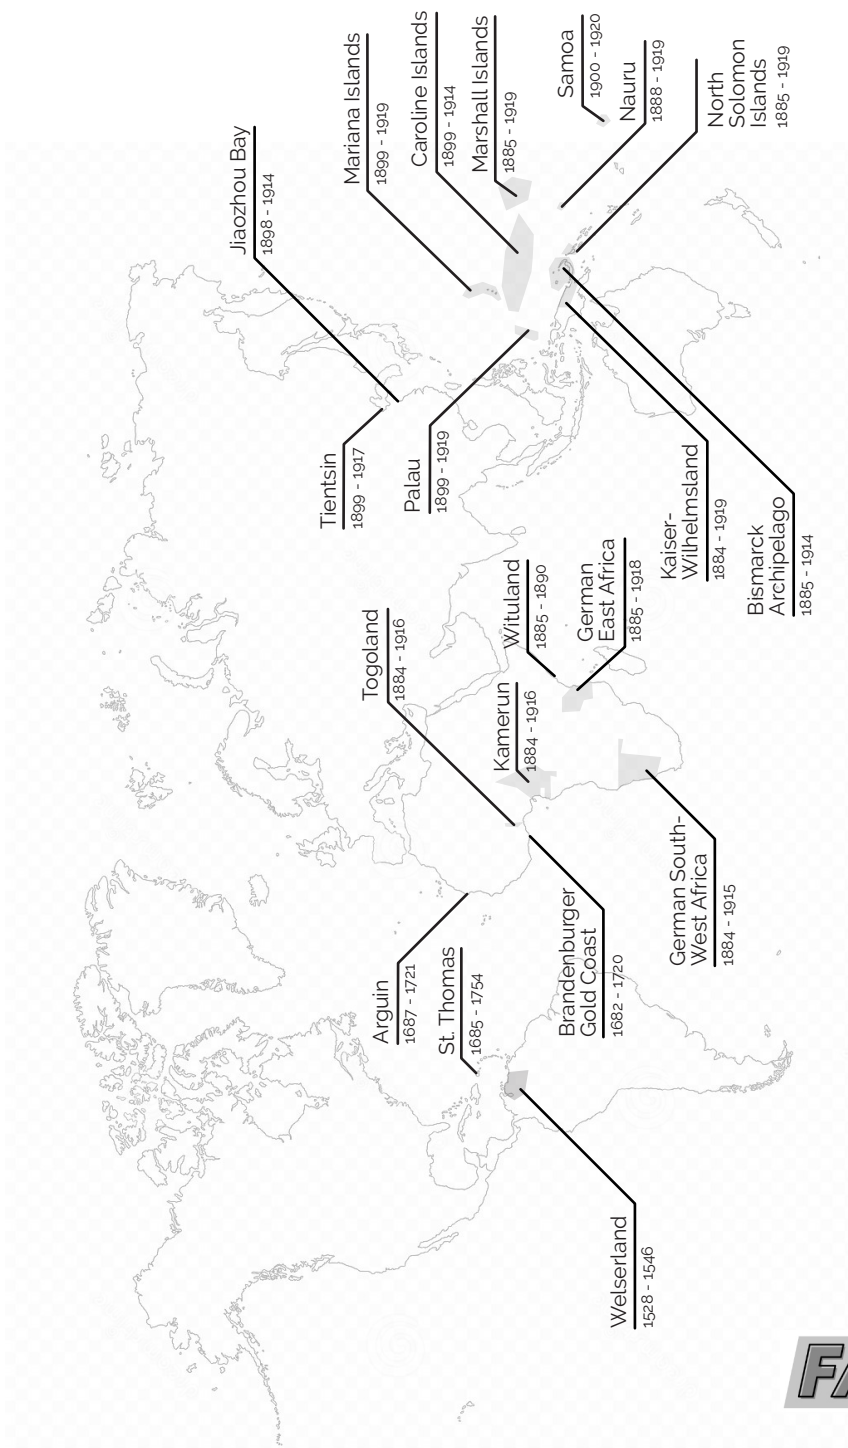 Jiaozhou Bay
1898 - 1914
Mariana Islands
1899 - 1919
Caroline Islands
1899 - 1914
Marshall Islands
1885 - 1919
Samoa
1900 - 1920
Nauru
1888 - 1919
North
Solomon
Islands
1885 - 1919
Tientsin
1899 - 1917
Palau
1899 - 1919
Kaiser-
Wilhelmsland
1884 - 1919
Bismarck
Archipelago
1885 - 1914
Togoland
1884 - 1916
Wituland
1885 - 1890
German
East Africa
1885 - 1918
Kamerun
1884 - 1916
German South-
West Africa
1884 - 1915
Arguin
1687 - 1721
St. Thomas
1685 - 1754
Brandenburger
Gold Coast
1682 - 1720
Welserland
1528 - 1546